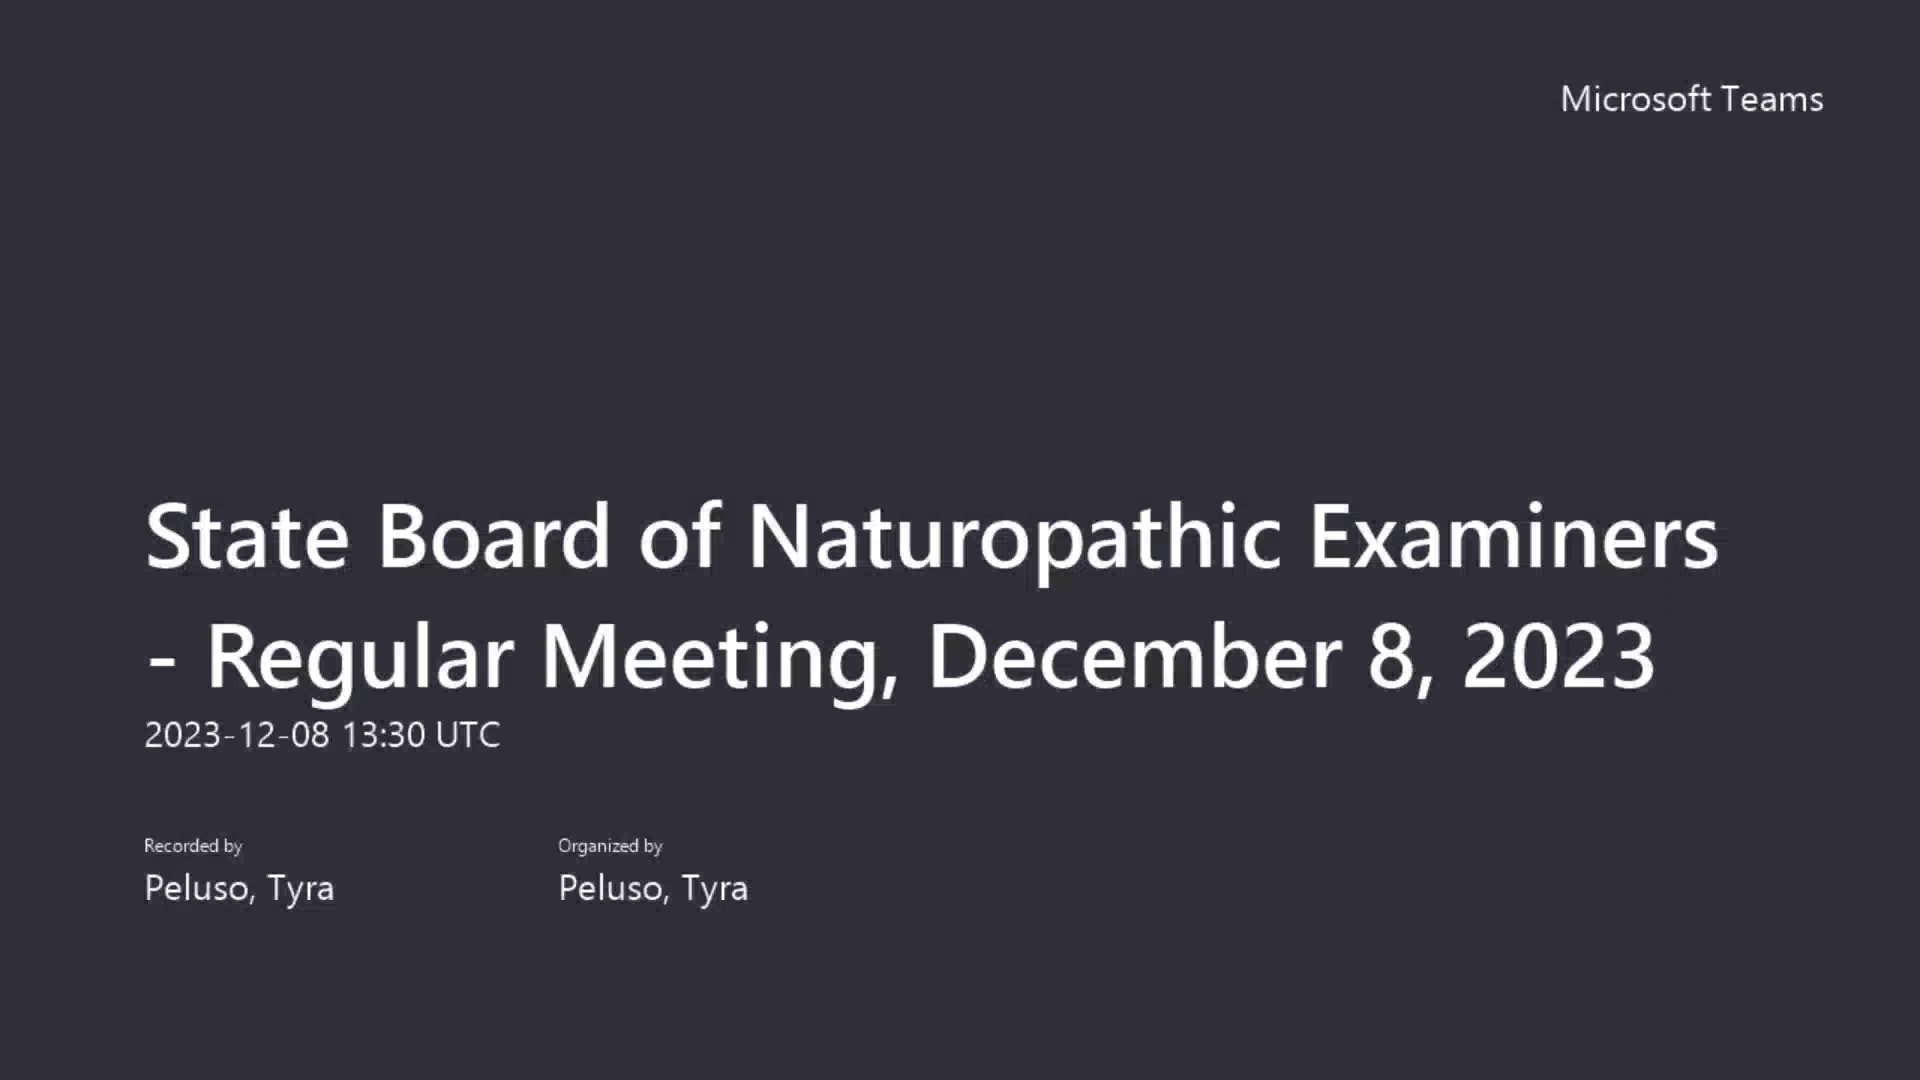 Microsoft Teams
State Board of Naturopathic Examiners
- Regular Meeting, December 8, 2023
2023-12-08 13:30 UTC
Recorded by
Organized by
Peluso, Tyra
Peluso, Tyra